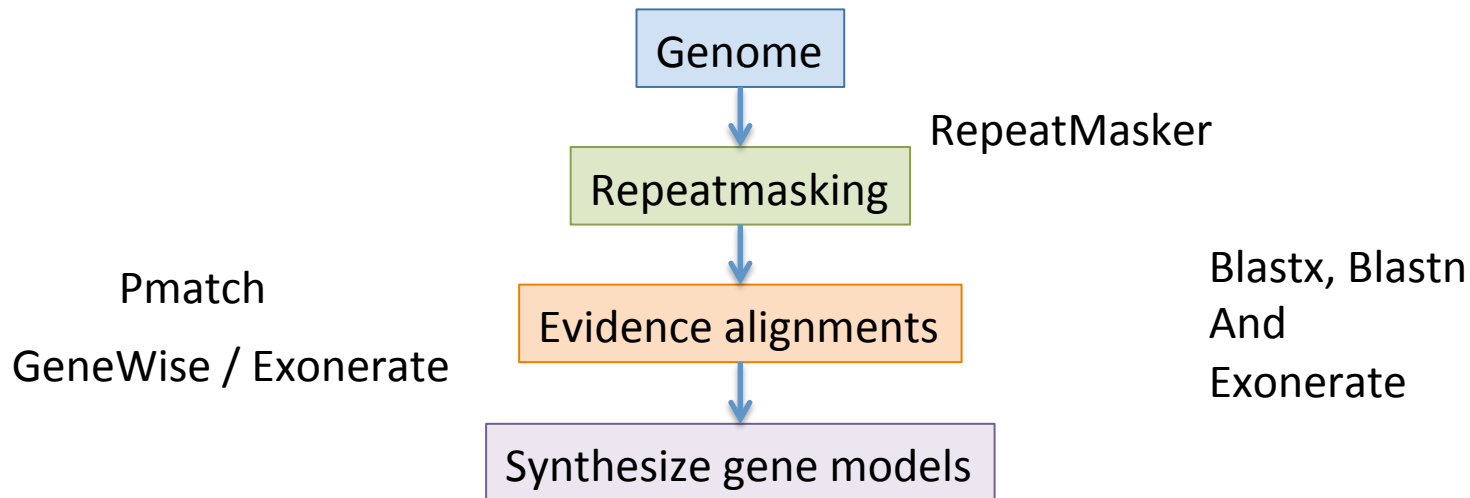 Genome
RepeatMasker
Repeatmasking
Pmatch
GeneWise / Exonerate
Evidence alignments
Blastx, Blastn
And
Exonerate
Synthesize gene models